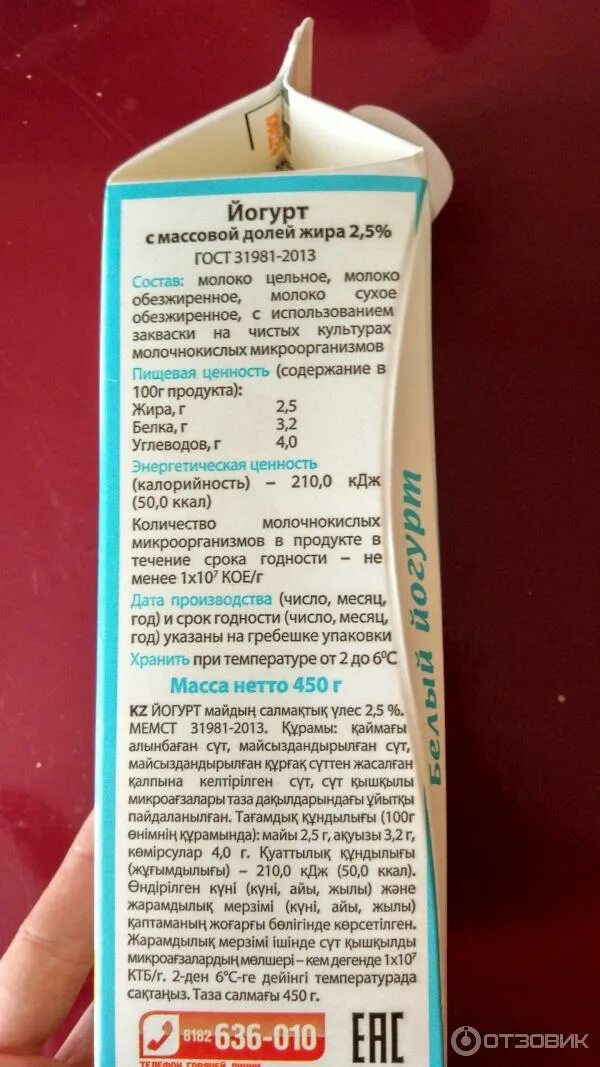 Йогурт
с массовой долей жира 2,5%
ГОСТ 31981-2013
Состав: молоко цельное, молоко
обезжиренное, молоко сухое
обезжиренное, с использованием
закваски на чистых культурах
молочнокислых микроорганизмов
Пищевая ценность (содержание в
100г продукта):
Жира, г 2,5
Белка, г 3,2
Углеводов, г 4,0
Энергетическая ценность
(калорийность) – 210,0 кДж
(50,0 ккал)
Количество молочнокислых
микроорганизмов в продукте в
течение срока годности – не
менее 1х10⁷ КОЕ/г
Дата производства (число, месяц,
год) и срок годности (число, месяц,
год) указаны на гребешке упаковки
Хранить при температуре от 2 до 6⁰С
Масса нетто 450 г
KZ ЙОГУРТ майдың салмақтық үлес 2,5 %.
МЕМСТ 31981-2013. Құрамы: қаймағы
алынбаған сүт, майсыздандырылған сүт,
майсыздандырылған құрғақ сүттен жасалған
қалпына келтірілген сүт, сүт қышқылы
микроағзалары таза дақылдарындағы ұйытқы
пайдаланылған. Тағамдық құндылығы (100г
өнімнің құрамында): майы 2,5 г, ақуызы 3,2 г,
көмірсулар 4,0 г. Қуаттылық құндылығы
(жұғымдылығы) – 210,0 кДж (50,0 ккал).
Өндірілген күні (күні, айы, жылы) және
жарамдылық мерзімі (күні, айы, жылы)
қаптаманың жоғарғы бөлігінде көрсетілген.
Жарамдылық мерзімі ішінде сүт қышқылды
микроағзалардың мөлшері – кем дегенде 1х10⁷
КТБ/г. 2-ден 6°С-ге дейінгі температурада
сақтаңыз. Таза салмағы 450 г.
8182 636-010
ТЕЛЕФОН ГОРЯЧЕЙ ЛИНИИ
EAC
Белый йогурт
ОТЗОВИК